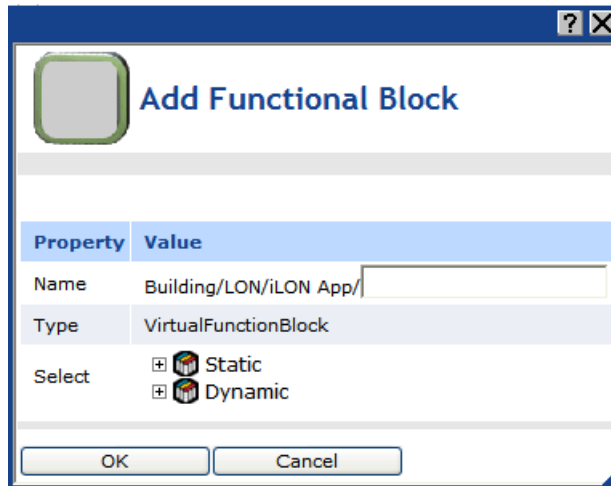 ?
Add Functional Block
Property Value
Name Building/LON/iLON App/
Type VirtualFunctionBlock
Select
Static
Dynamic
OK Cancel